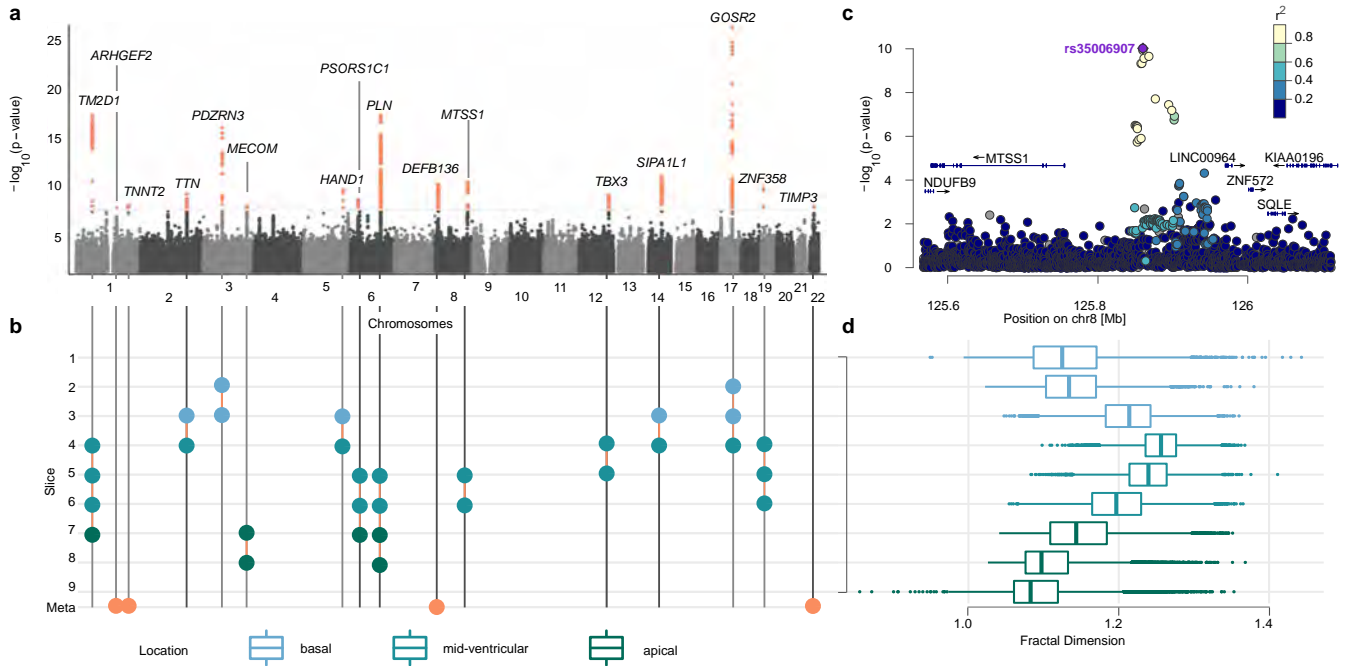 a
GOSR2
ARHGEF2
PSORS1C1
TM2D1
PDZRN3
PLN
MTSS1
MECOM
DEFB136
SIPA1L1
TNNT2
TTN
HAND1
TBX3
ZNF358
TIMP3
25
20
15
10
5
−log10(p−value)
1 2 3 4 5 6 7 8 9 10 11 12 13 14 15 16 17 18 19 20 21 22
Chromosomes
b
Slice
1
2
3
4
5
6
7
8
9
Meta
Location
basal
mid-ventricular
apical
c
rs35006907
r2
0.8
0.6
0.4
0.2
10
8
6
4
2
0
−log10(p−value)
MTSS1
LINC00964
KIAA0196
NDUFB9
ZNF572
SQLE
125.6 125.8 126
Position on chr8 [Mb]
d
1.0 1.2 1.4
Fractal Dimension